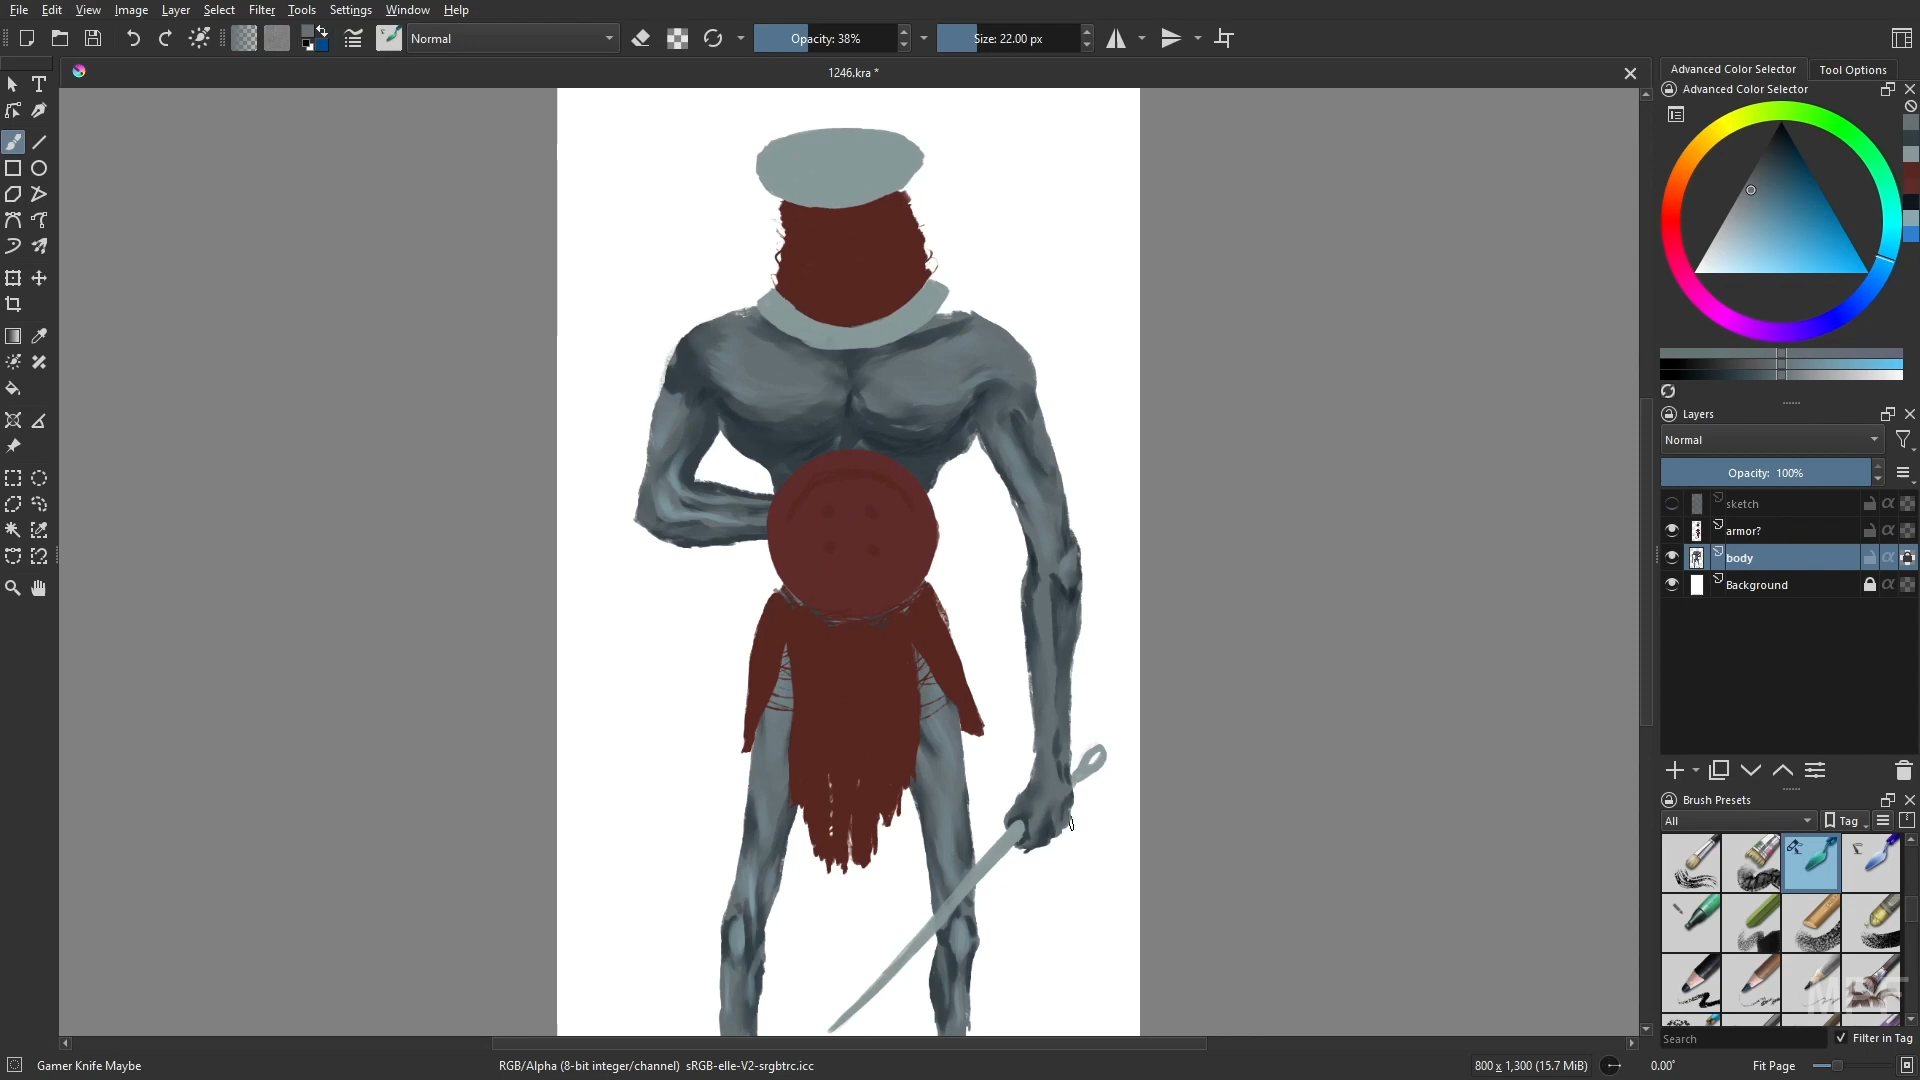 File Edit View Image Layer Select Filter Tools Settings Window Help
Normal
Opacity: 38%
Size: 22.00 px
1246.kra *
Advanced Color Selector
Tool Options
Advanced Color Selector
Layers
Normal
Opacity: 100%
sketch
armor?
body
Background
Brush Presets
All
Tag
Search
Filter in Tag
Gamer Knife Maybe
RGB/Alpha (8-bit integer/channel) sRGB-elle-V2-srgbtrc.icc
800 x 1,300 (15.7 MiB)
0.00°
Fit Page